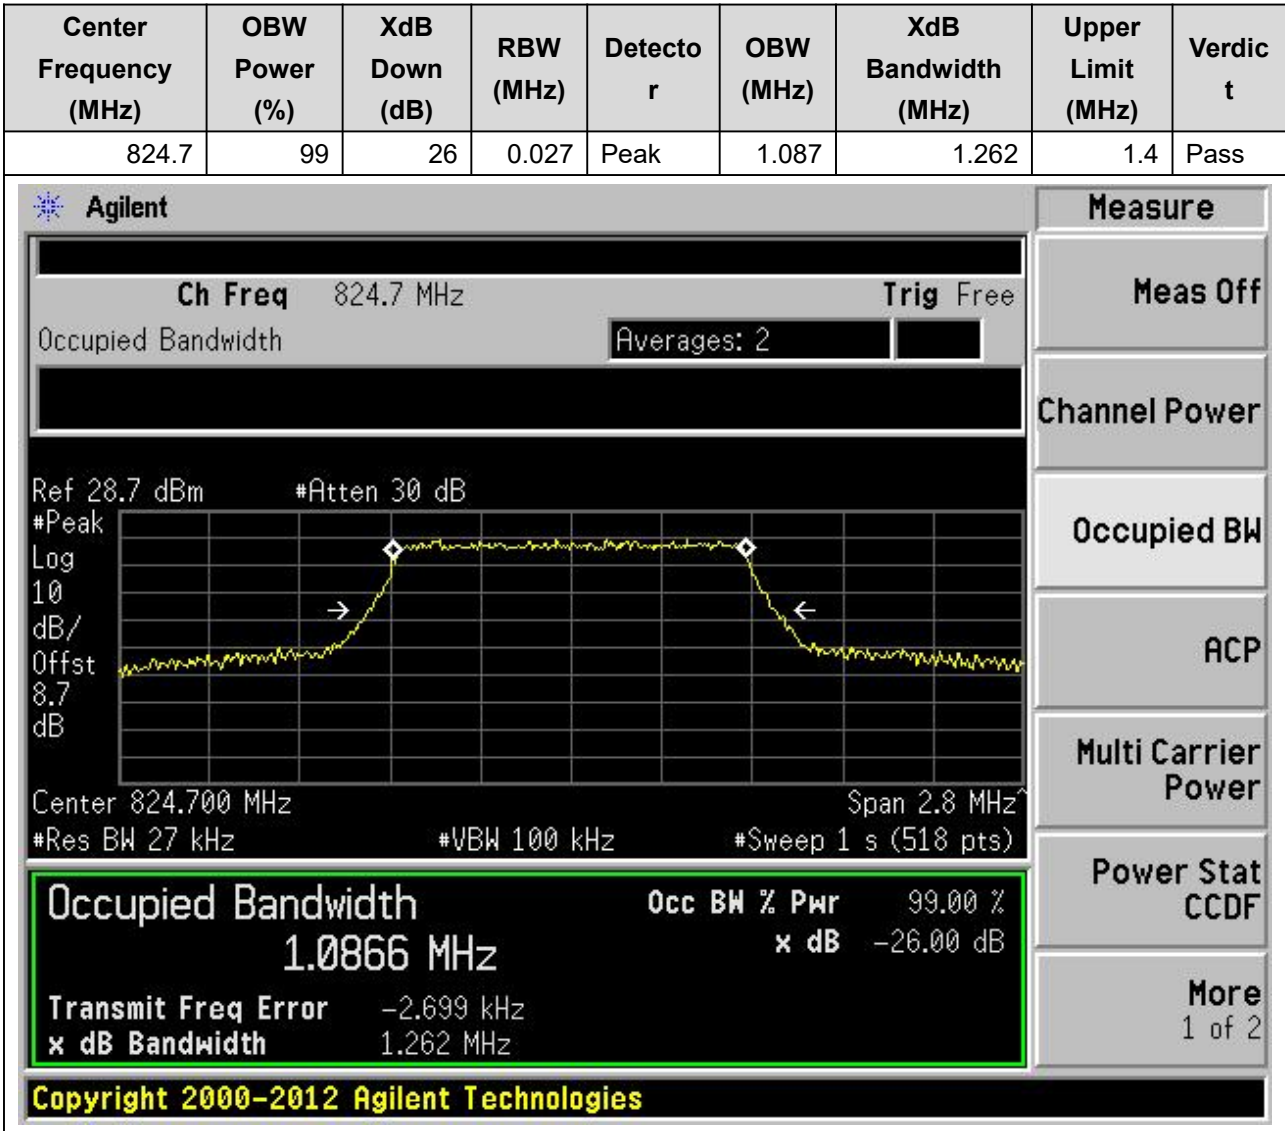 Center Frequency (MHz) OBW Power (%) XdB Down (dB) RBW (MHz) Detecto r OBW (MHz) XdB Bandwidth (MHz) Upper Limit (MHz) Verdic t
824.7 99 26 0.027 Peak 1.087 1.262 1.4 Pass
Agilent
Ch Freq 824.7 MHz Trig Free
Occupied Bandwidth Averages: 2
Ref 28.7 dBm #Atten 30 dB
#Peak
Log
10
dB/
Offst
8.7
dB
Center 824.700 MHz Span 2.8 MHz^
#Res BW 27 kHz #VBW 100 kHz #Sweep 1 s (518 pts)
Occupied Bandwidth Occ BW % Pwr 99.00 %
1.0866 MHz x dB -26.00 dB
Transmit Freq Error -2.699 kHz
x dB Bandwidth 1.262 MHz
Copyright 2000-2012 Agilent Technologies
Measure
Meas Off
Channel Power
Occupied BW
ACP
Multi Carrier
Power
Power Stat
CCDF
More
1 of 2